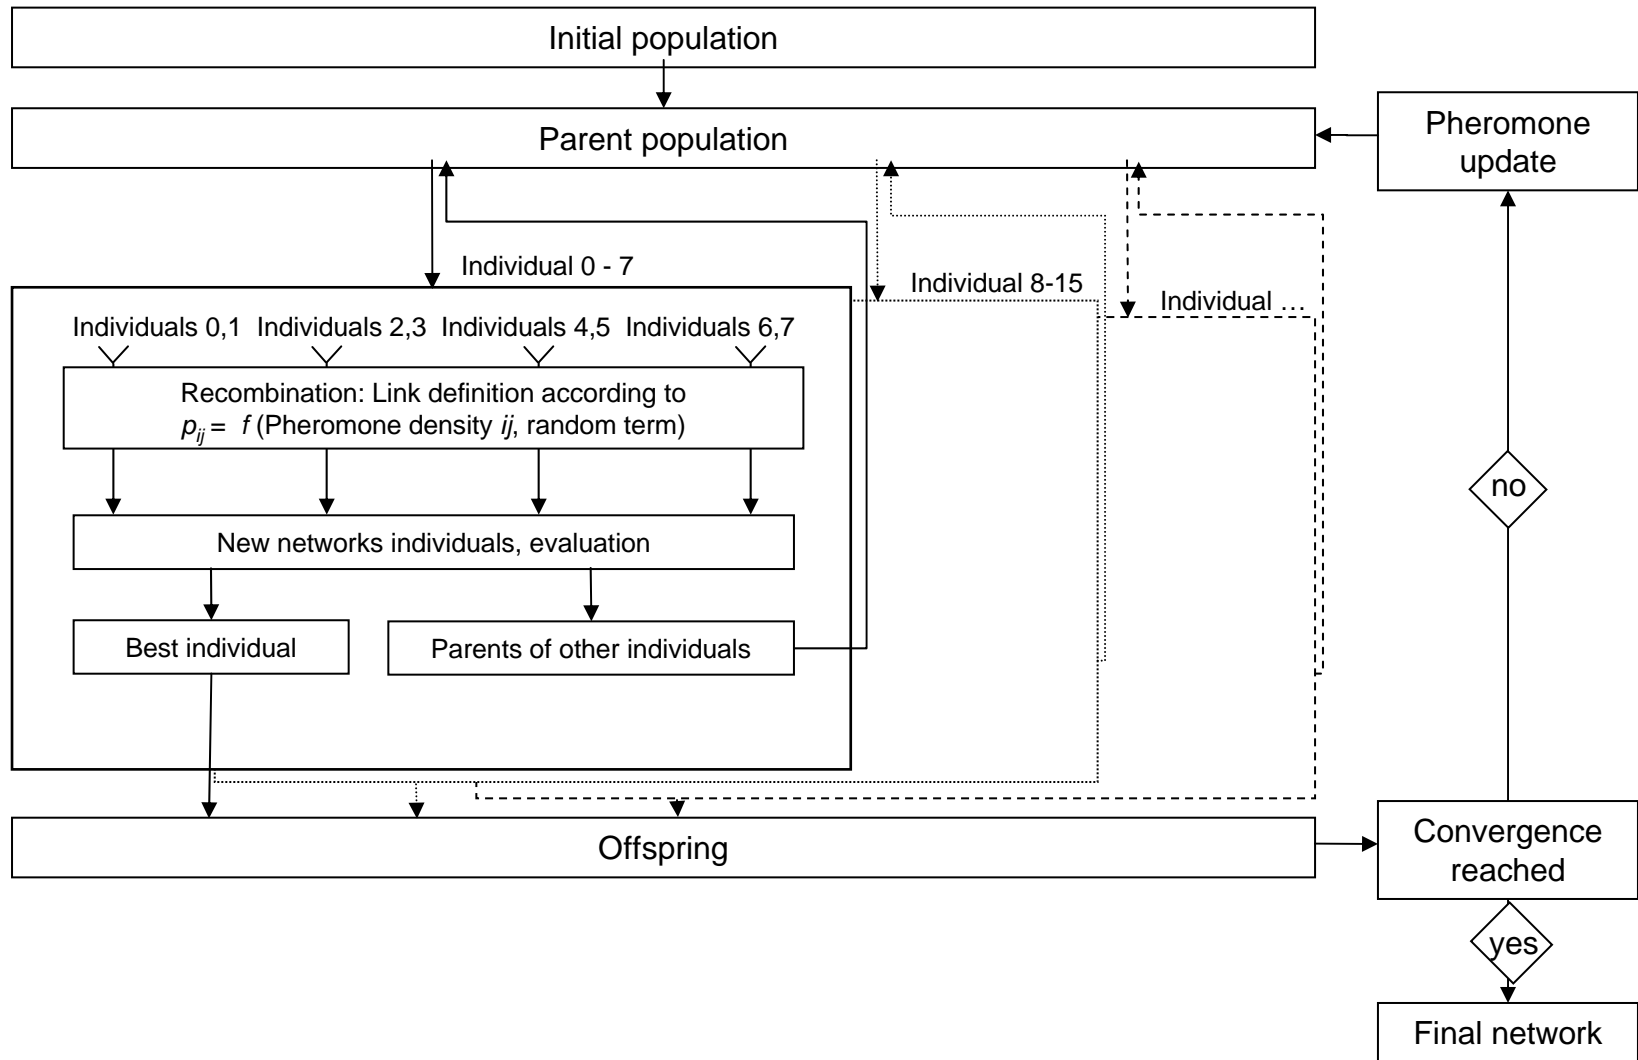 Initial population
Parent population
Pheromone
update
Individual 0 - 7
Individual 8-15
Individual …
Individuals 0,1 Individuals 2,3 Individuals 4,5 Individuals 6,7
Recombination: Link definition according to
pij = f (Pheromone density ij, random term)
no
New networks individuals, evaluation
Best individual
Parents of other individuals
Offspring
Convergence
reached
yes
Final network